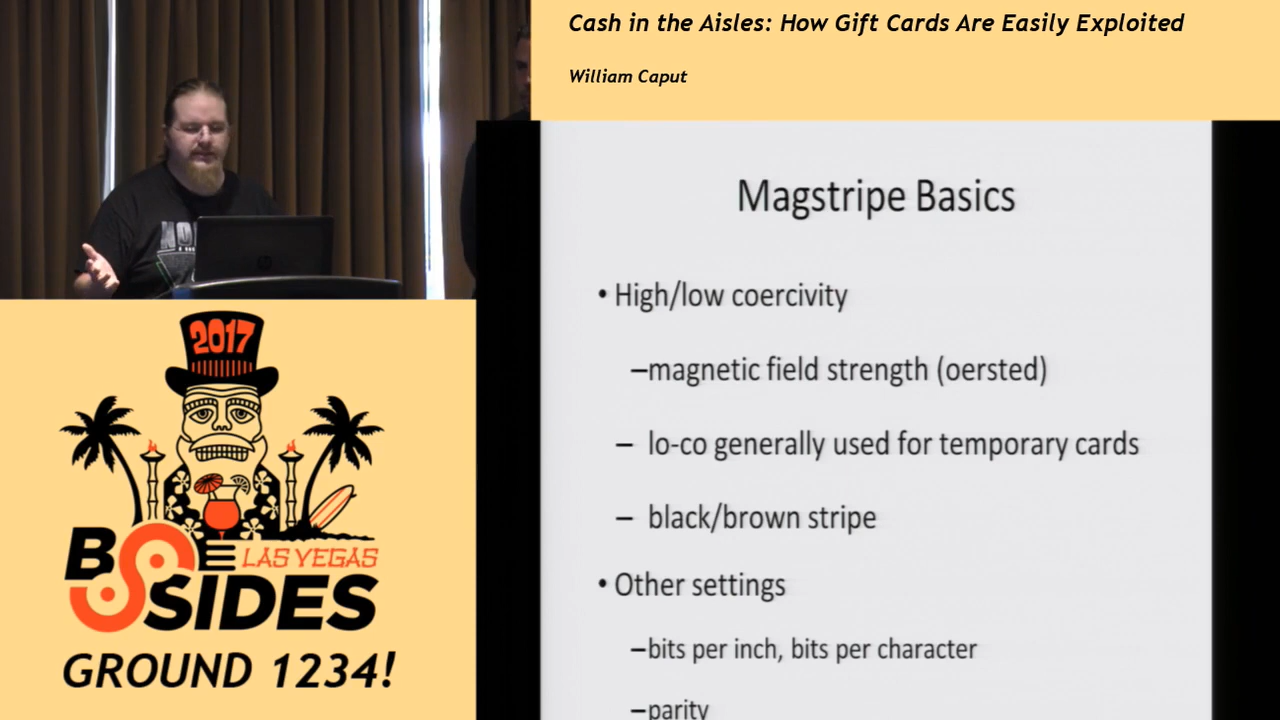 Cash in the Aisles: How Gift Cards Are Easily Exploited
William Caput
Magstripe Basics
• High/low coercivity
–magnetic field strength (oersted)
– lo-co generally used for temporary cards
– black/brown stripe
• Other settings
–bits per inch, bits per character
–parity
2017
BSIDES
LAS VEGAS
GROUND 1234!